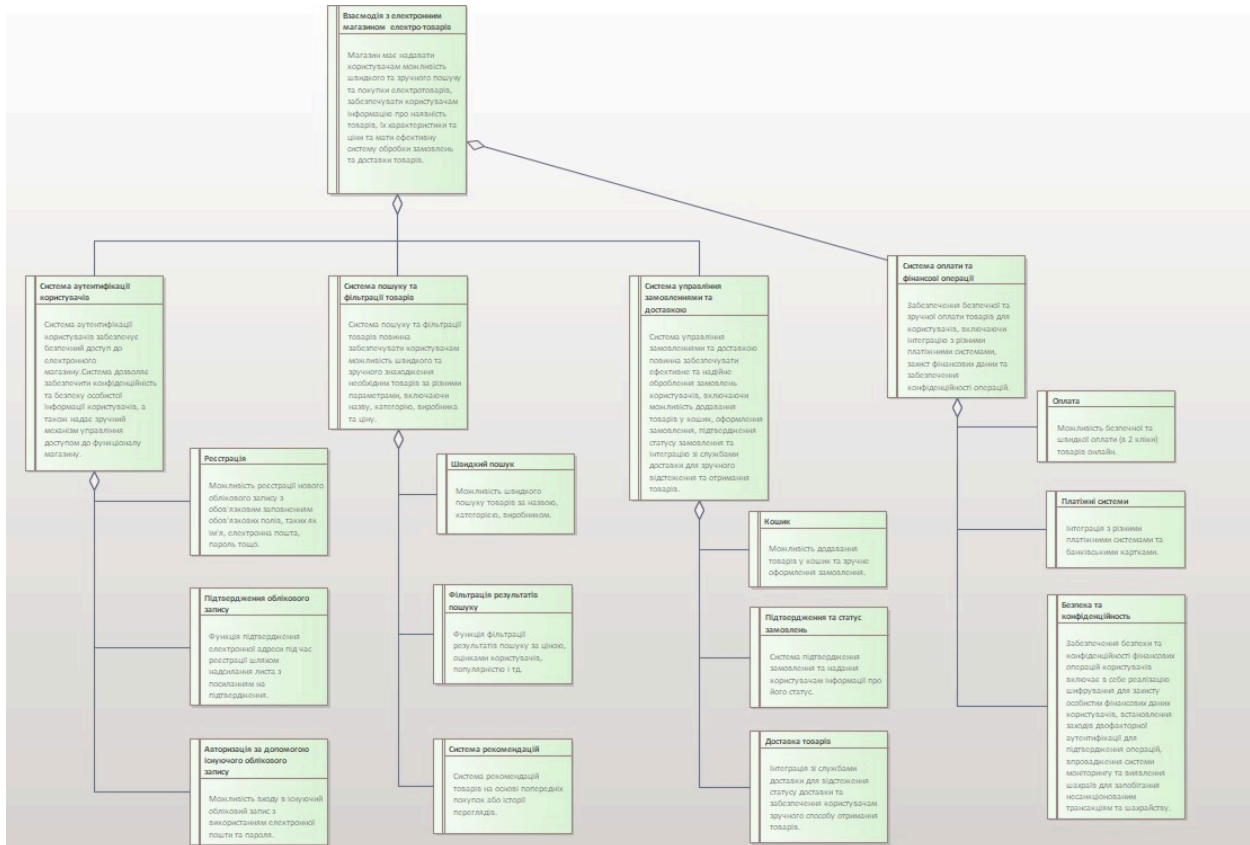 Взаємодія з електронним
магазином електро-товарів
Магазин має надавати
користувачам можливість
швидкого та зручного пошуку
та покупки електротоварів,
забезпечувати користувачам
інформацію про наявність
товарів, їх характеристики та
ціни та мати ефективну
систему обробки замовлень
та доставки товарів.
Система аутентифікації
користувачів
Система аутентифікації
користувачів забезпечує
безпечний доступ до
електронного
магазину.Система дозволяє
забезпечити конфіденційність
та безпеку особистої
інформації користувачів, а
також надає зручний
механізм управління
доступом до функціоналу
магазину.
Реєстрація
Можливість реєстрації нового
облікового запису з
обов'язковим заповненням
обов'язкових полів, таких як
ім'я, електронна пошта,
пароль тощо.
Підтвердження облікового
запису
Функція підтвердження
електронної адреси під час
реєстрації шляхом
надсилання листа з
посиланням на
підтвердження.
Авторизація за допомогою
існуючого облікового
запису
Можливість входу в існуючий
обліковий запис з
використанням електронної
пошти та пароля.
Система пошуку та
фільтрації товарів
Система пошуку та фільтрації
товарів повинна
забезпечувати користувачам
можливість швидкого та
зручного знаходження
необхідних товарів за різними
параметрами, включаючи
назву, категорію, виробника
та ціну.
Швидкий пошук
Можливість швидкого
пошуку товарів за назвою,
категорією, виробником.
Фільтрація результатів
пошуку
Функція фільтрації
результатів пошуку за ціною,
оцінками користувачів,
популярністю і тд.
Система рекомендацій
Система рекомендацій
товарів на основі попередніх
покупок або історії
переглядів.
Система управління
замовленнями та
доставкою
Система управління
замовленнями та доставкою
повинна забезпечувати
ефективне та надійне
оброблення замовлень
користувачів, включаючи
можливість додавання
товарів у кошик, оформлення
замовлення, підтвердження
статусу замовлення та
інтеграцію зі службами
доставки для зручного
відстеження та отримання
товарів.
Кошик
Можливість додавання
товарів у кошик та зручне
оформлення замовлення.
Підтвердження та статус
замовлень
Система підтвердження
замовлення та надання
користувачам інформації про
його статус.
Доставка товарів
Інтеграція зі службами
доставки для відстеження
статусу доставки та
забезпечення користувачам
зручного способу отримання
товарів.
Система оплати та
фінансові операції
Забезпечення безпечної та
зручної оплати товарів для
користувачів, включаючи
інтеграцію з різними
платіжними системами,
захист фінансових даних та
забезпечення
конфіденційності операцій.
Оплата
Можливість безпечної та
швидкої оплати (в 2 кліки)
товарів онлайн.
Платіжні системи
Інтеграція з різними
платіжними системами та
банківськими картками.
Безпека та
конфіденційність
Забезпечення безпеки та
конфіденційності фінансових
операцій користувачів
включає в себе реалізацію
шифрування для захисту
особистих фінансових даних
користувачів, встановлення
заходів двофакторної
аутентифікації для
підтвердження операцій,
впровадження системи
моніторингу та виявлення
шахраїв для запобігання
несанкціонованим
трансакціям та шахрайству.